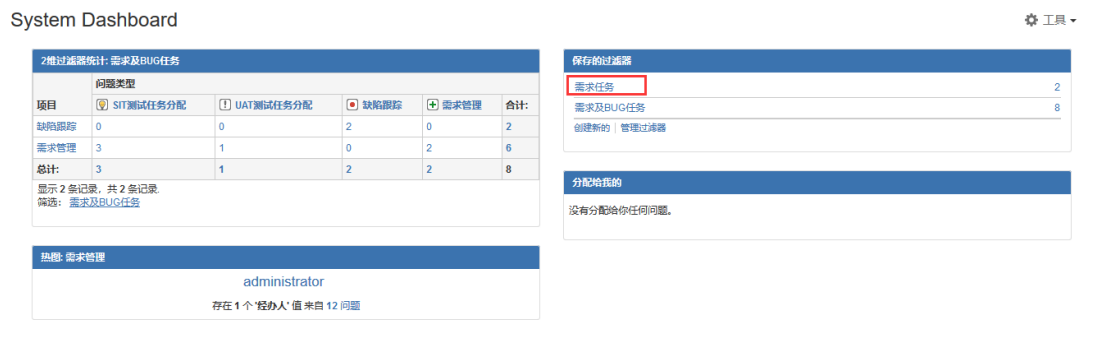 System Dashboard
工具
2维过滤器统计: 需求及BUG任务
问题类型
项目 SIT测试任务分配 UAT测试任务分配 缺陷跟踪 需求管理 合计:
缺陷跟踪 0 0 2 0 2
需求管理 3 1 0 2 6
总计: 3 1 2 2 8
显示 2 条记录，共 2 条记录.
筛选： 需求及BUG任务
热图: 需求管理
administrator
存在 1 个 '经办人' 值 来自 12 问题
保存的过滤器
需求任务 2
需求及BUG任务 8
创建新的 | 管理过滤器
分配给我的
没有分配给你任何问题。